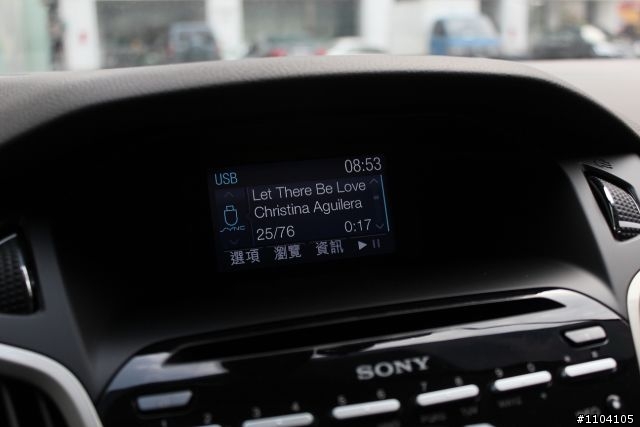 USB 08:53
Let There Be Love
Christina Aguilera
SYNC
25/76 0:17
選項 瀏覽 資訊
SONY
#1104105